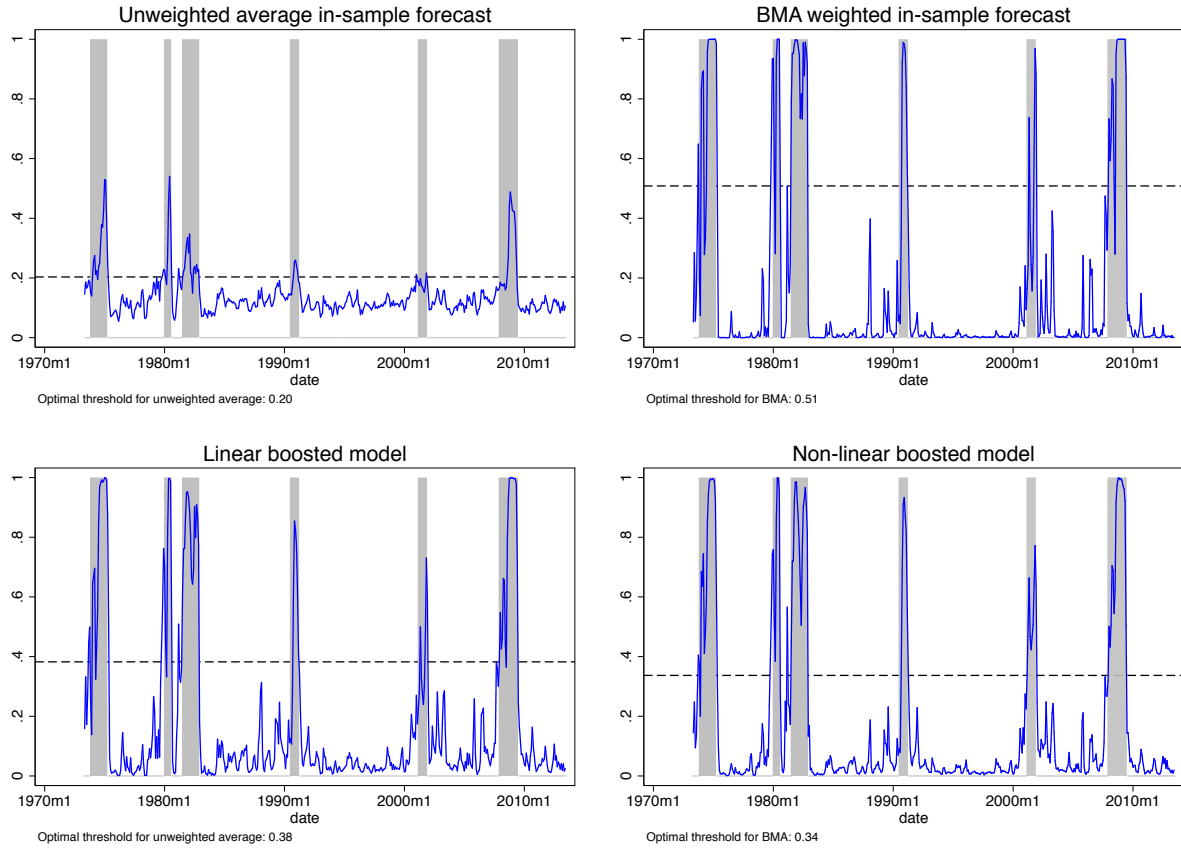 Unweighted average in-sample forecast
1
.8
.6
.4
.2
0
1970m1 1980m1 1990m1 2000m1 2010m1
date
Optimal threshold for unweighted average: 0.20
BMA weighted in-sample forecast
1
.8
.6
.4
.2
0
1970m1 1980m1 1990m1 2000m1 2010m1
date
Optimal threshold for BMA: 0.51
Linear boosted model
1
.8
.6
.4
.2
0
1970m1 1980m1 1990m1 2000m1 2010m1
date
Optimal threshold for unweighted average: 0.38
Non-linear boosted model
1
.8
.6
.4
.2
0
1970m1 1980m1 1990m1 2000m1 2010m1
date
Optimal threshold for BMA: 0.34